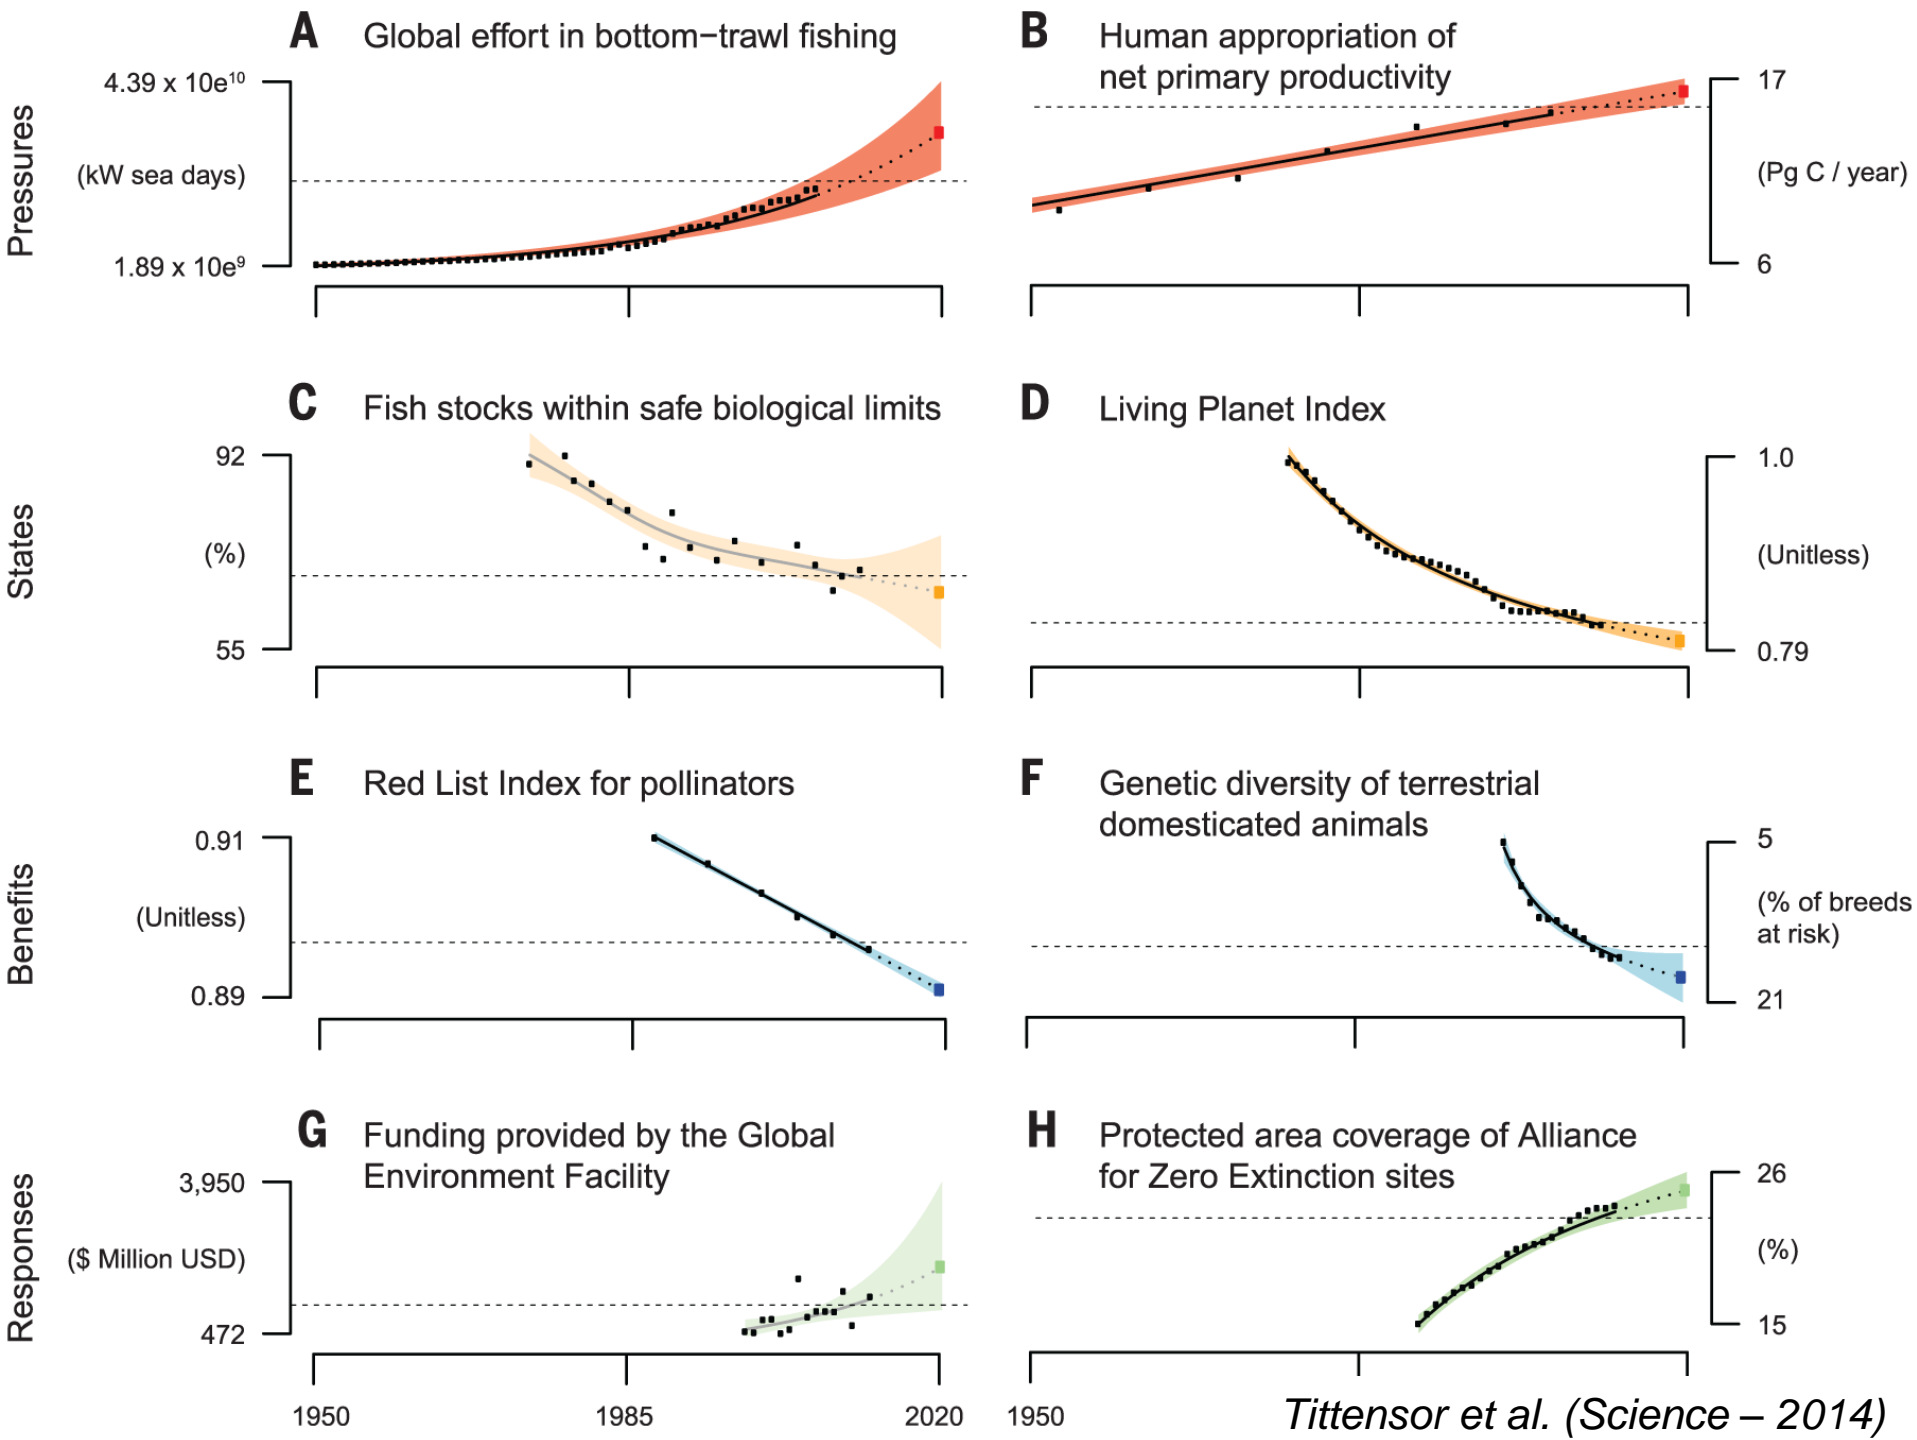 A Global effort in bottom−trawl fishing
4.39 x 10e¹⁰
(kW sea days)
1.89 x 10e⁹
Pressures
B Human appropriation of
net primary productivity
17
(Pg C / year)
6
C Fish stocks within safe biological limits
92
(%)
55
States
D Living Planet Index
1.0
(Unitless)
0.79
E Red List Index for pollinators
0.91
(Unitless)
0.89
Benefits
F Genetic diversity of terrestrial
domesticated animals
5
(% of breeds
at risk)
21
G Funding provided by the Global
Environment Facility
3,950
($ Million USD)
472
Responses
H Protected area coverage of Alliance
for Zero Extinction sites
26
(%)
15
1950 1985 2020 1950
Tittensor et al. (Science – 2014)